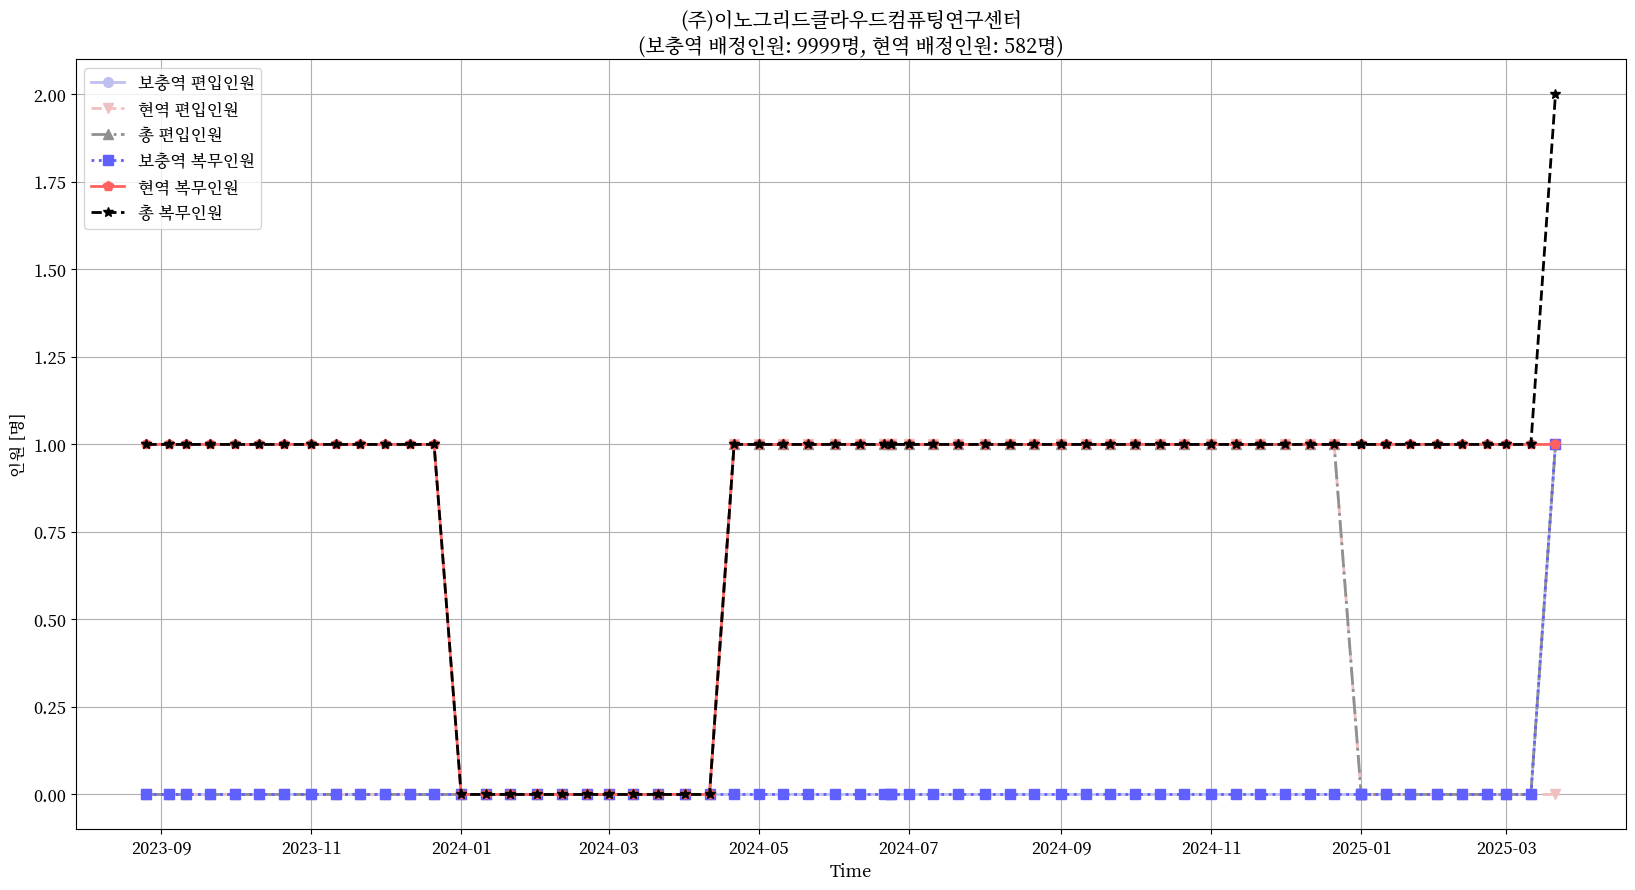 (주)이노그리드클라우드컴퓨팅연구센터
(보충역 배정인원: 9999명, 현역 배정인원: 582명)
보충역 편입인원
현역 편입인원
총 편입인원
보충역 복무인원
현역 복무인원
총 복무인원
인원 [명]
2.00
1.75
1.50
1.25
1.00
0.75
0.50
0.25
0.00
2023-09
2023-11
2024-01
2024-03
2024-05
2024-07
2024-09
2024-11
2025-01
2025-03
Time